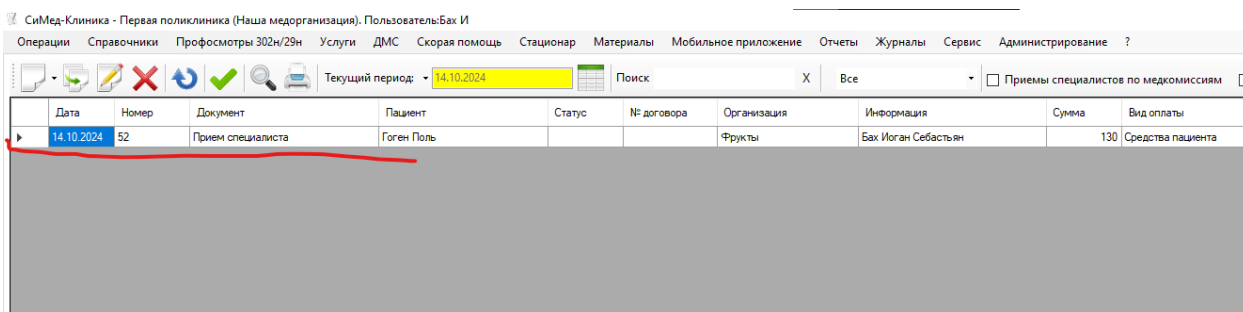 СиМед-Клиника - Первая поликлиника (Наша медорганизация). Пользователь:Бах И
Операции Справочники Профосмотры 302н/29н Услуги ДМС Скорая помощь Стационар Материалы Мобильное приложение Отчеты Журналы Сервис Администрирование ?
Текущий период: 14.10.2024 Поиск X Все Приемы специалистов по медкомиссиям
Дата Номер Документ Пациент Статус № договора Организация Информация Сумма Вид оплаты
14.10.2024 52 Прием специалиста Гоген Поль Фрукты Бах Иоган Себастьян 130 Средства пациента